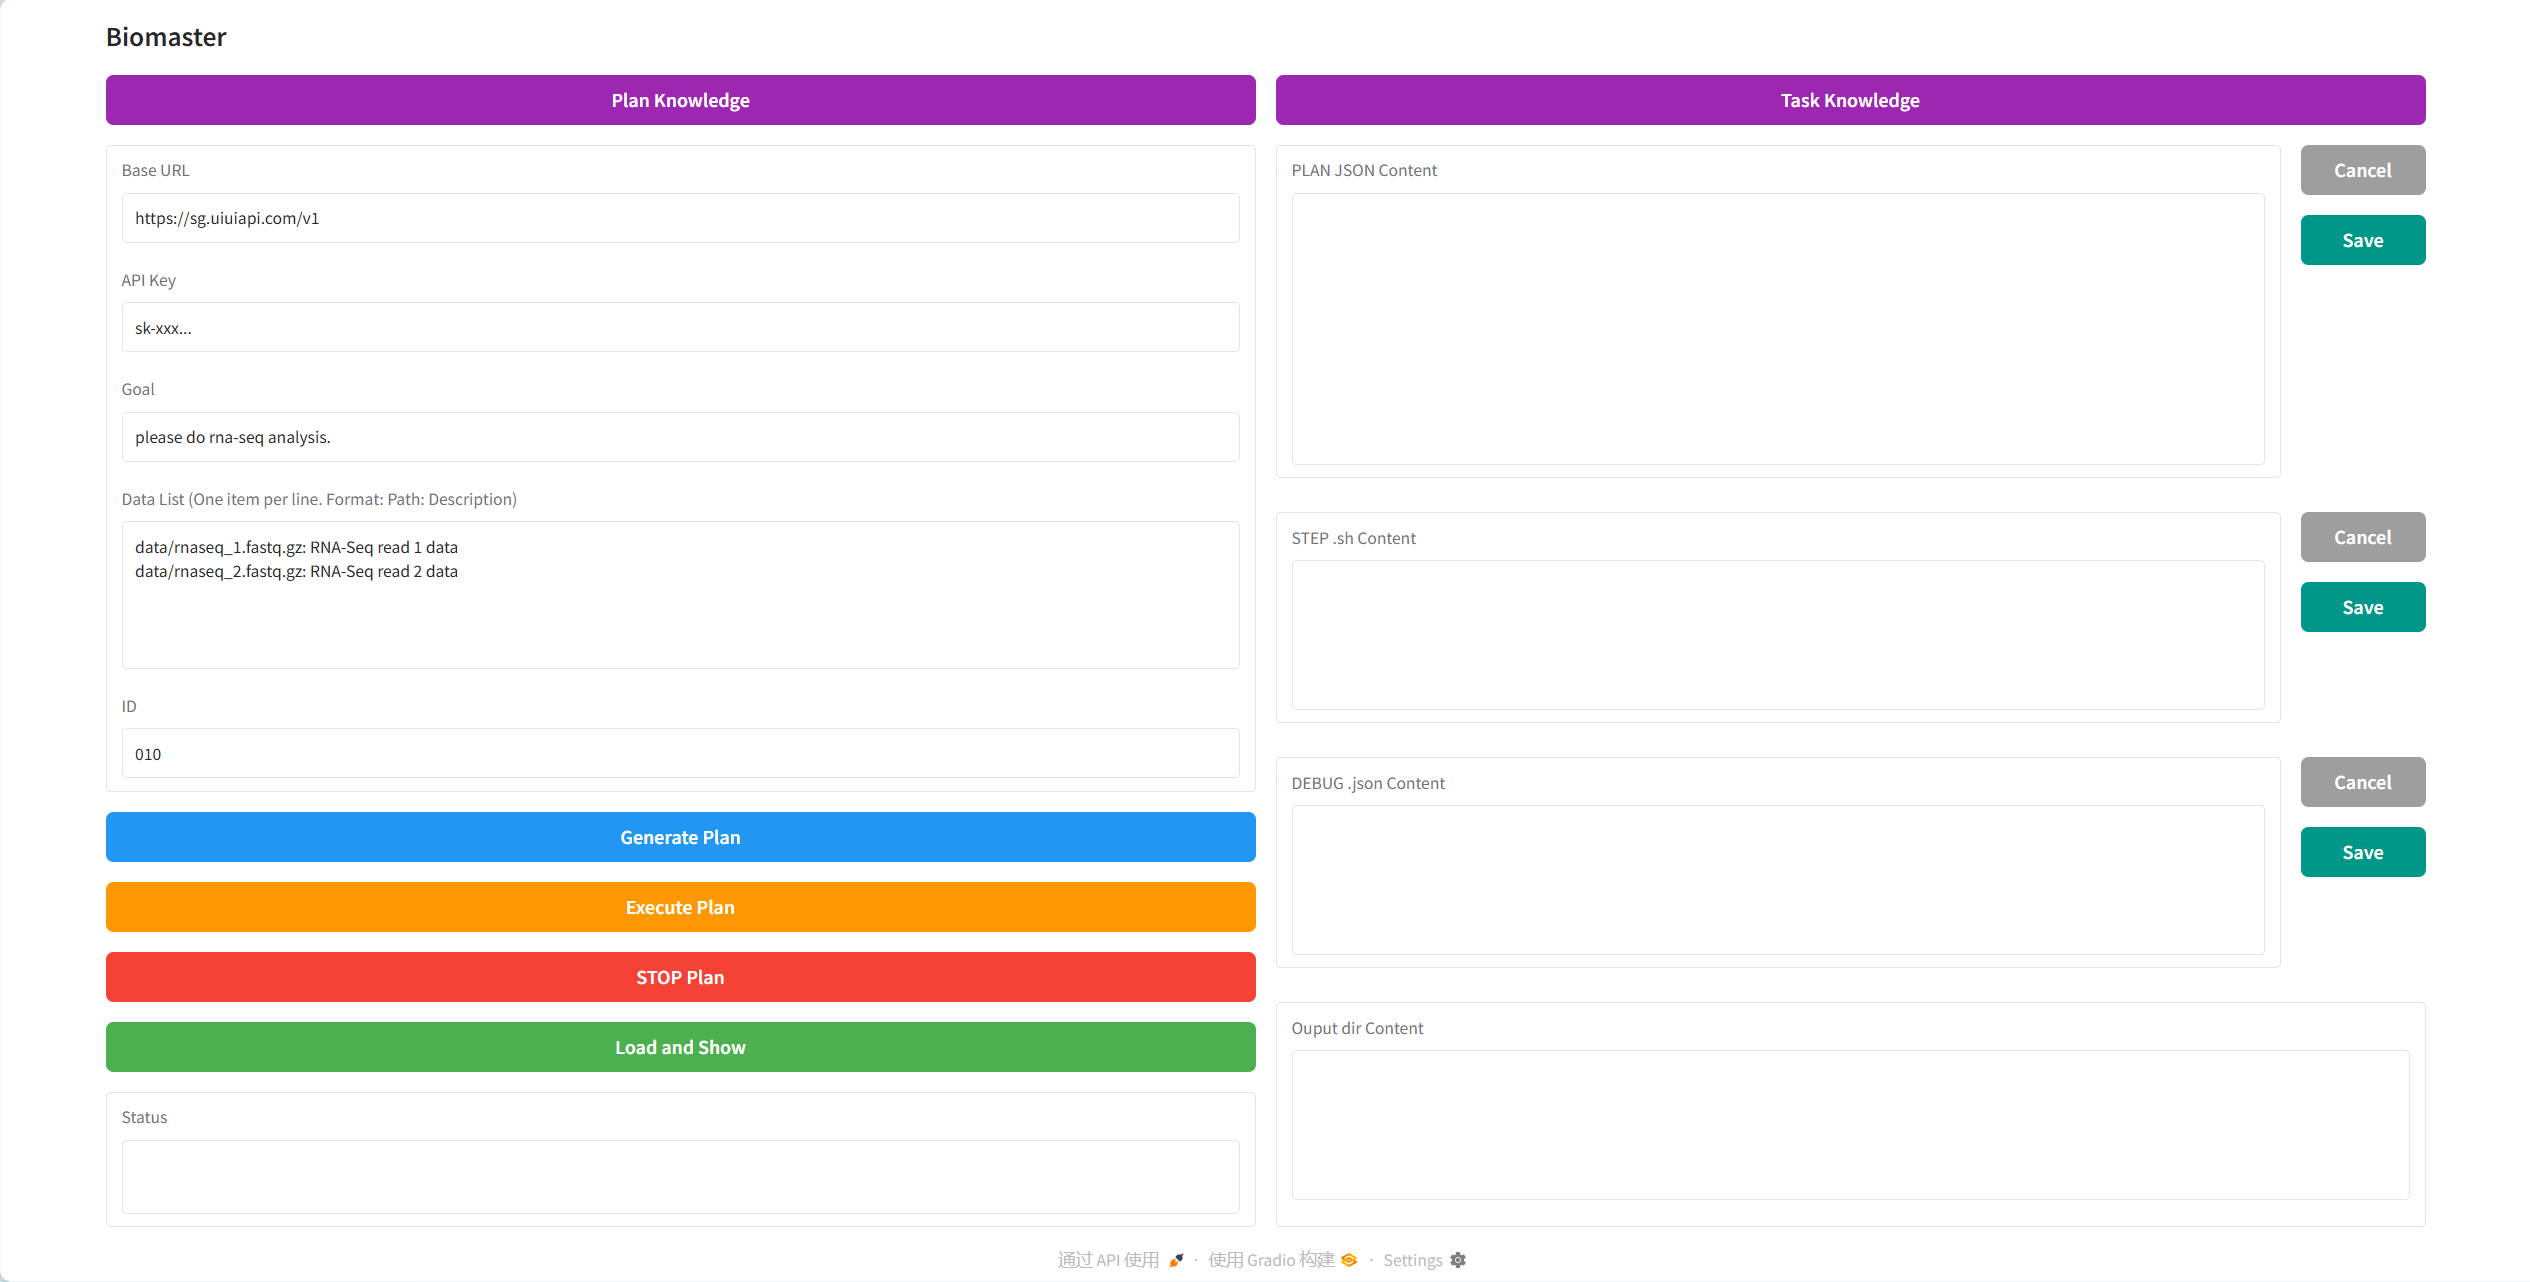 Biomaster
Plan Knowledge
Base URL
https://sg.uiuiapi.com/v1
API Key
sk-xxx...
Goal
please do rna-seq analysis.
Data List (One item per line. Format: Path: Description)
data/rnaseq_1.fastq.gz: RNA-Seq read 1 data
data/rnaseq_2.fastq.gz: RNA-Seq read 2 data
ID
010
Generate Plan
Execute Plan
STOP Plan
Load and Show
Status
Task Knowledge
PLAN JSON Content
Cancel
Save
STEP .sh Content
Cancel
Save
DEBUG .json Content
Cancel
Save
Ouput dir Content
通过 API 使用 · 使用 Gradio 构建 · Settings